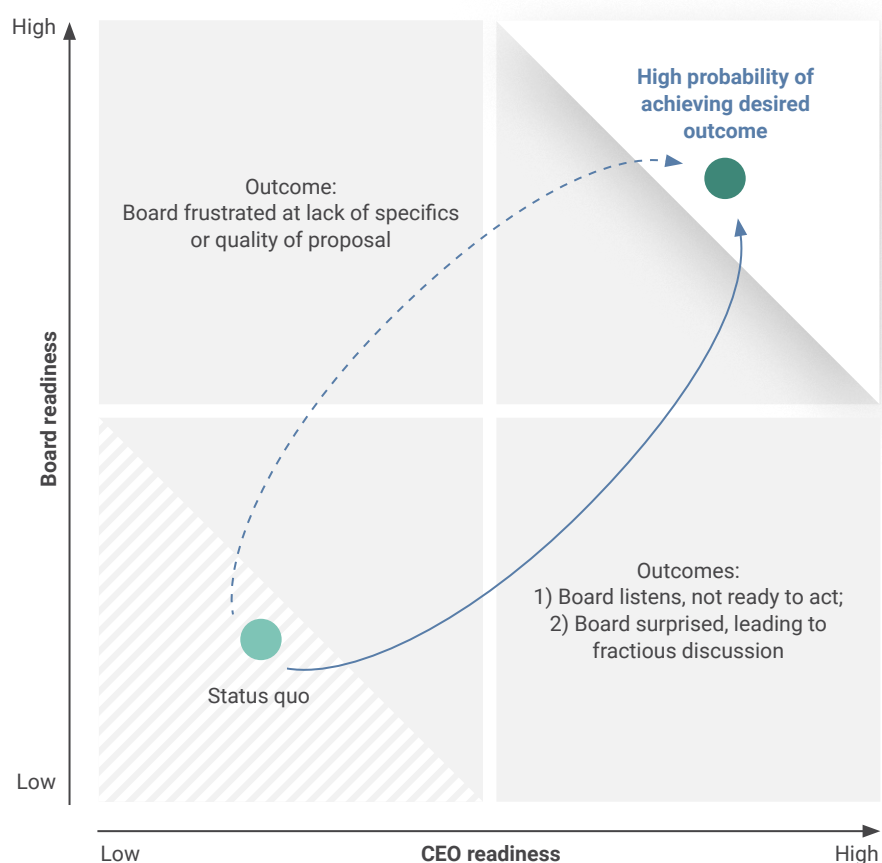 High
High probability of
achieving desired
outcome
Outcome:
Board frustrated at lack of specifics
or quality of proposal
Board readiness
Outcomes:
1) Board listens, not ready to act;
2) Board surprised, leading to
fractious discussion
Status quo
Low
Low
CEO readiness
High